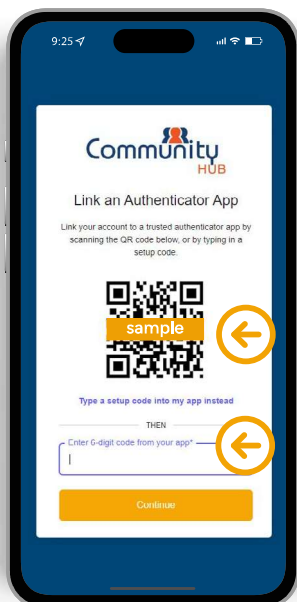 9:25
Community
HUB
Link an Authenticator App
Link your account to a trusted authenticator app by
scanning the QR code below, or by typing in a
setup code.
sample
Type a setup code into my app instead
THEN
Enter 6-digit code from your app*
Continue